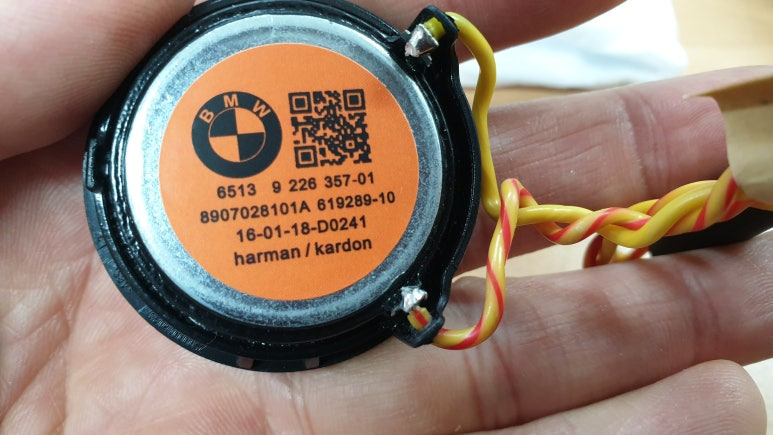 BMW
6513 9 226 357-01
8907028101A 619289-10
16-01-18-D0241
harman / kardon